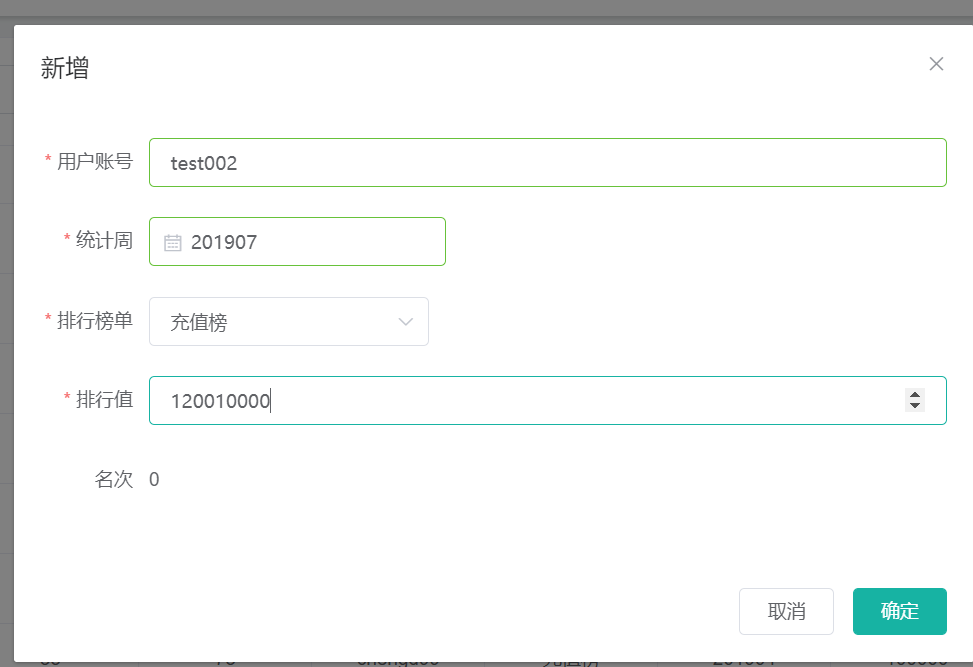 新增
* 用户账号 test002
* 统计周 201907
* 排行榜单 充值榜
* 排行值 120010000
名次 0
取消 确定